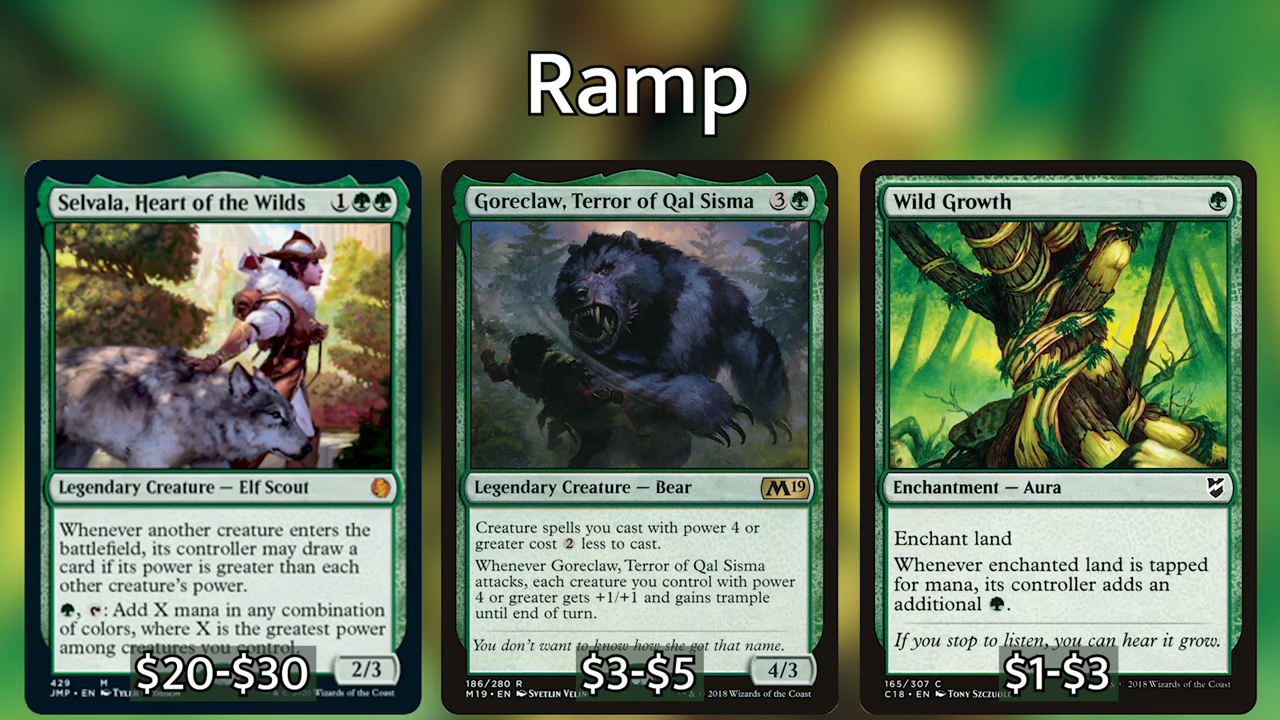 Ramp
Selvala, Heart of the Wilds 1
Legendary Creature — Elf Scout
Whenever another creature enters the
battlefield, its controller may draw a
card if its power is greater than each
other creature's power.
, : Add X mana in any combination
of colors, where X is the greatest power
among creatures you control.
2/3
429 M
JMP • EN TYLER
© 2020 Wizards of the Coast
$20-$30
Goreclaw, Terror of Qal Sisma 3
Legendary Creature — Bear
M19
Creature spells you cast with power 4 or
greater cost 2 less to cast.
Whenever Goreclaw, Terror of Qal Sisma
attacks, each creature you control with power
4 or greater gets +1/+1 and gains trample
until end of turn.
You don't want to know how she got that name.
4/3
186/280 R
M19 • EN SVETLIN
& © 2018 Wizards of the Coast
$3-$5
Wild Growth
Enchantment — Aura
Enchant land
Whenever enchanted land is tapped
for mana, its controller adds an
additional .
If you stop to listen, you can hear it grow.
165/307 C
C18 • EN TONY
2018 Wizards of the Coast
$1-$3